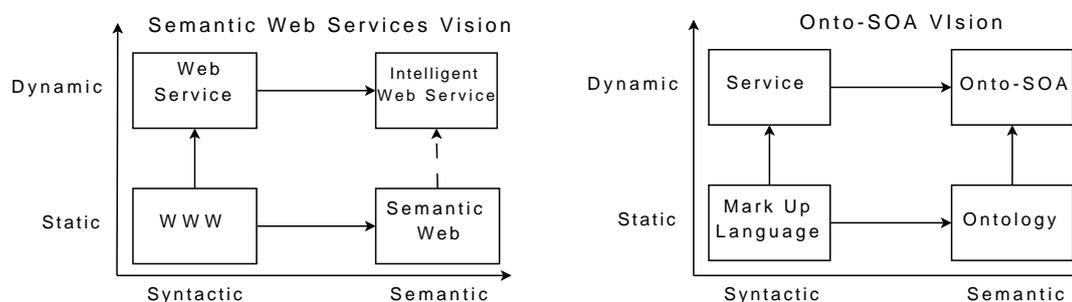 Semantic Web Services Vision
Dynamic
Web
Service
Intelligent
Web Service
Static
WWW
Semantic
Web
Syntactic
Semantic
Onto-SOA VIsion
Dynamic
Service
Onto-SOA
Static
Mark Up
Language
Ontology
Syntactic
Semantic